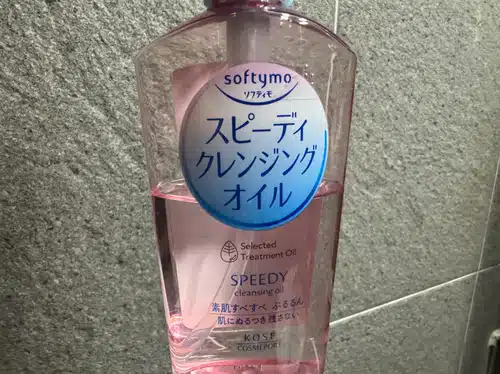 softymo
ソフティモ
スピーディ
クレンジング
オイル
Selected
Treatment Oil
SPEEDY
cleansing oil
素肌すべすべ ぷるるん
肌にぬるつき残さない
KOSÉ
COSMEPORT